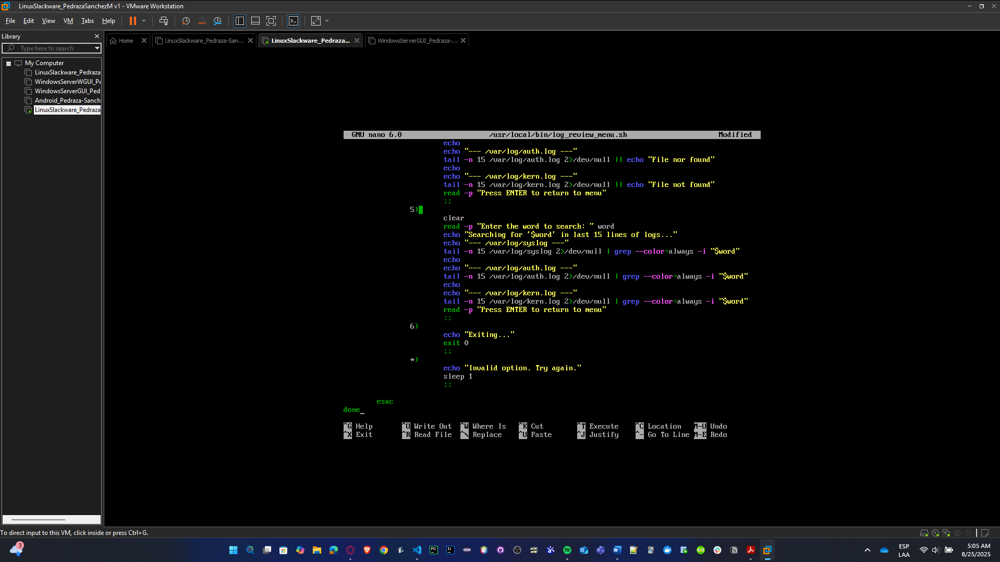 LinuxSlackware_PedrazaSanchezM v1 - VMware Workstation
File Edit View VM Tabs Help
Library
Type here to search
My Computer
LinuxSlackware_Pedraza
WindowsServerWGUI_Pe
WindowsServerGUI_Ped
Android_Pedraza-Sanch
LinuxSlackware_Pedraza
Home LinuxSlackware_Pedraza-San... LinuxSlackware_Pedraza... WindowsServerGUI_Pedraza-...
GNU nano 6.0 /usr/local/bin/log_review_menu.sh Modified
echo
echo "--- /var/log/auth.log ---"
tail -n 15 /var/log/auth.log 2>/dev/null || echo "File nor found"
echo
echo "--- /var/log/kern.log ---"
tail -n 15 /var/log/kern.log 2>/dev/null || echo "File not found"
read -p "Press ENTER to return to menu"
;;
5)
clear
read -p "Enter the word to search: " word
echo "Searching for '$word' in last 15 lines of logs..."
echo "--- /var/log/syslog ---"
tail -n 15 /var/log/syslog 2>/dev/null | grep --color=always -i "$word"
echo
echo "--- /var/log/auth.log ---"
tail -n 15 /var/log/auth.log 2>/dev/null | grep --color=always -i "$word"
echo
echo "--- /var/log/kern.log ---"
tail -n 15 /var/log/kern.log 2>/dev/null | grep --color=always -i "$word"
read -p "Press ENTER to return to menu"
;;
6)
echo "Exiting..."
exit 0
;;
*)
echo "Invalid option. Try again."
sleep 1
;;
esac
done_
^G Help ^O Write Out ^W Where Is ^K Cut ^T Execute ^C Location M-U Undo
^X Exit ^R Read File ^\ Replace ^U Paste ^J Justify ^_ Go To Line M-E Redo
To direct input to this VM, click inside or press Ctrl+G.
3
PC
IJ
ESP
LAA
5:05 AM
8/25/2025